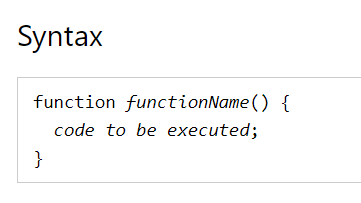 Syntax
function functionName() {
  code to be executed;
}